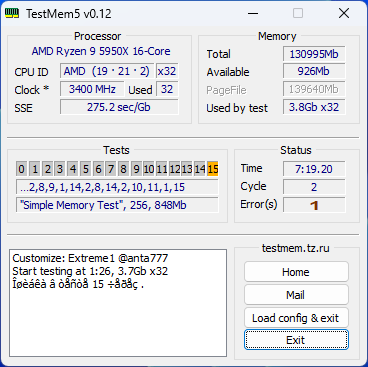 TestMem5 v0.12
Processor
AMD Ryzen 9 5950X 16-Core
CPU ID AMD (19 · 21 · 2) x32
Clock * 3400 MHz Used 32
SSE 275.2 sec/Gb
Memory
Total 130995Mb
Available 926Mb
PageFile 139640Mb
Used by test 3.8Gb x32
Tests
0 1 2 3 4 5 6 7 8 9 10 11 12 13 14 15
...2,8,9,1,14,2,8,14,2,10,11,1,15
"Simple Memory Test", 256, 848Mb
Status
Time 7:19.20
Cycle 2
Error(s) 1
Customize: Extreme1 @anta777
Start testing at 1:26, 3.7Gb x32
Îøèáêà â òåñòå 15 ÷åðåç .
testmem.tz.ru
Home
Mail
Load config & exit
Exit